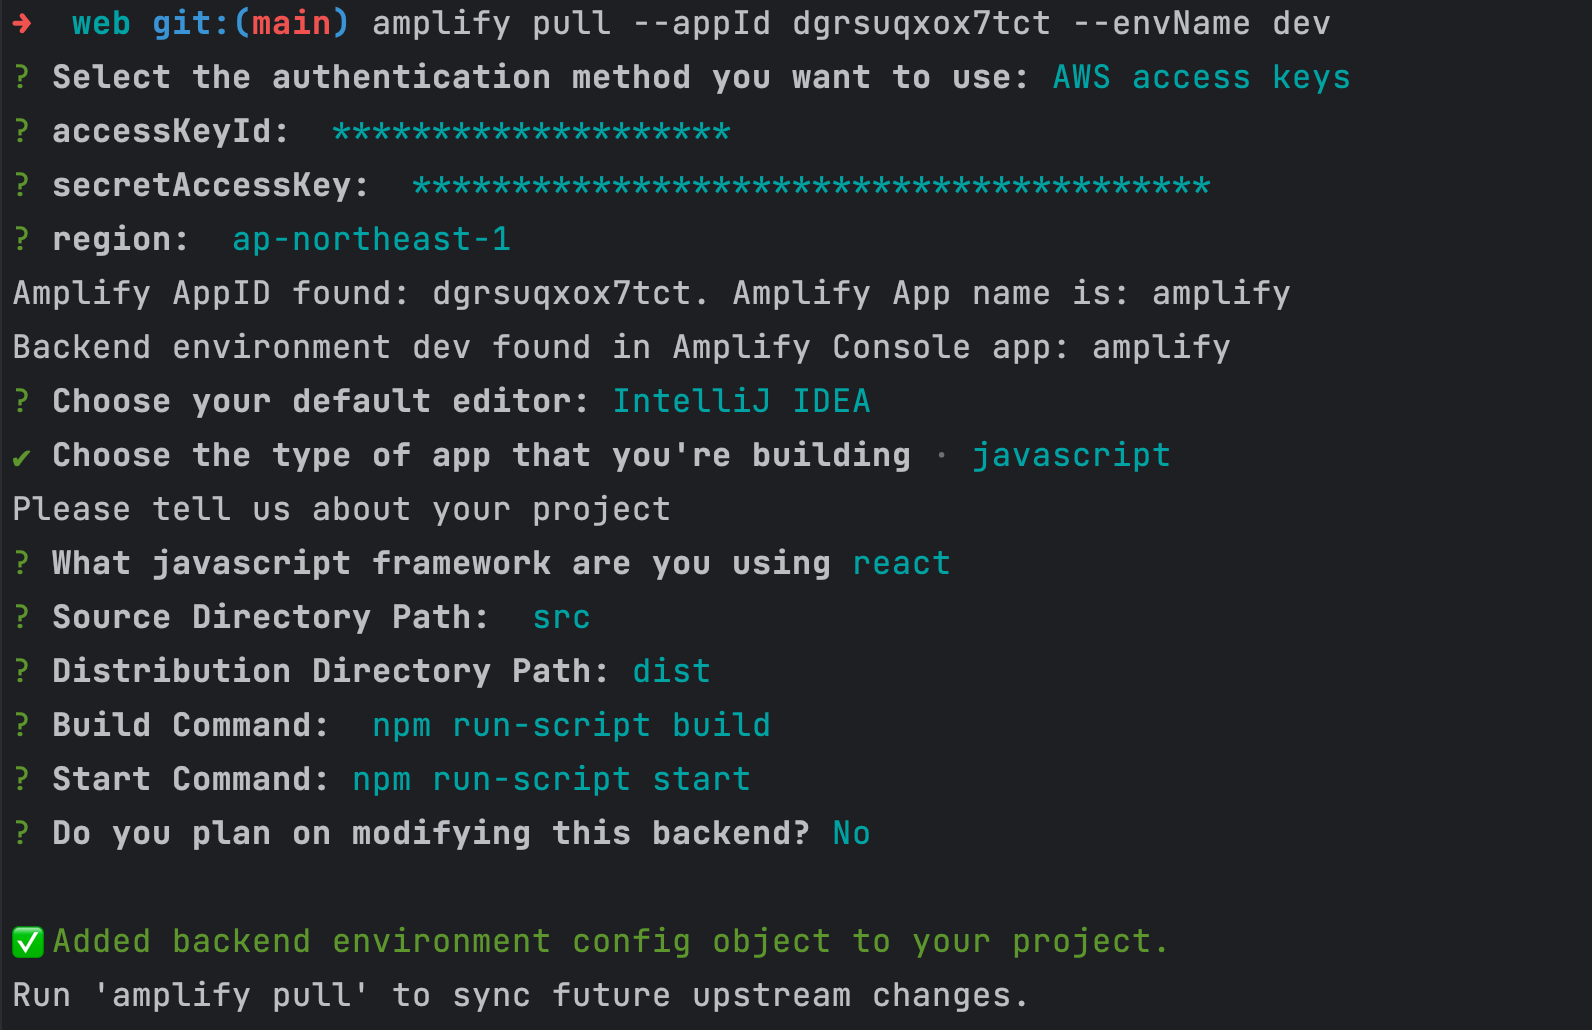 ➜  web git:(main) amplify pull --appId dgrsuqxox7tct --envName dev
? Select the authentication method you want to use: AWS access keys
? accessKeyId:  ********************
? secretAccessKey:  ****************************************
? region:  ap-northeast-1
Amplify AppID found: dgrsuqxox7tct. Amplify App name is: amplify
Backend environment dev found in Amplify Console app: amplify
? Choose your default editor: IntelliJ IDEA
✔ Choose the type of app that you're building · javascript
Please tell us about your project
? What javascript framework are you using react
? Source Directory Path:  src
? Distribution Directory Path: dist
? Build Command:  npm run-script build
? Start Command: npm run-script start
? Do you plan on modifying this backend? No
✅ Added backend environment config object to your project.
Run 'amplify pull' to sync future upstream changes.